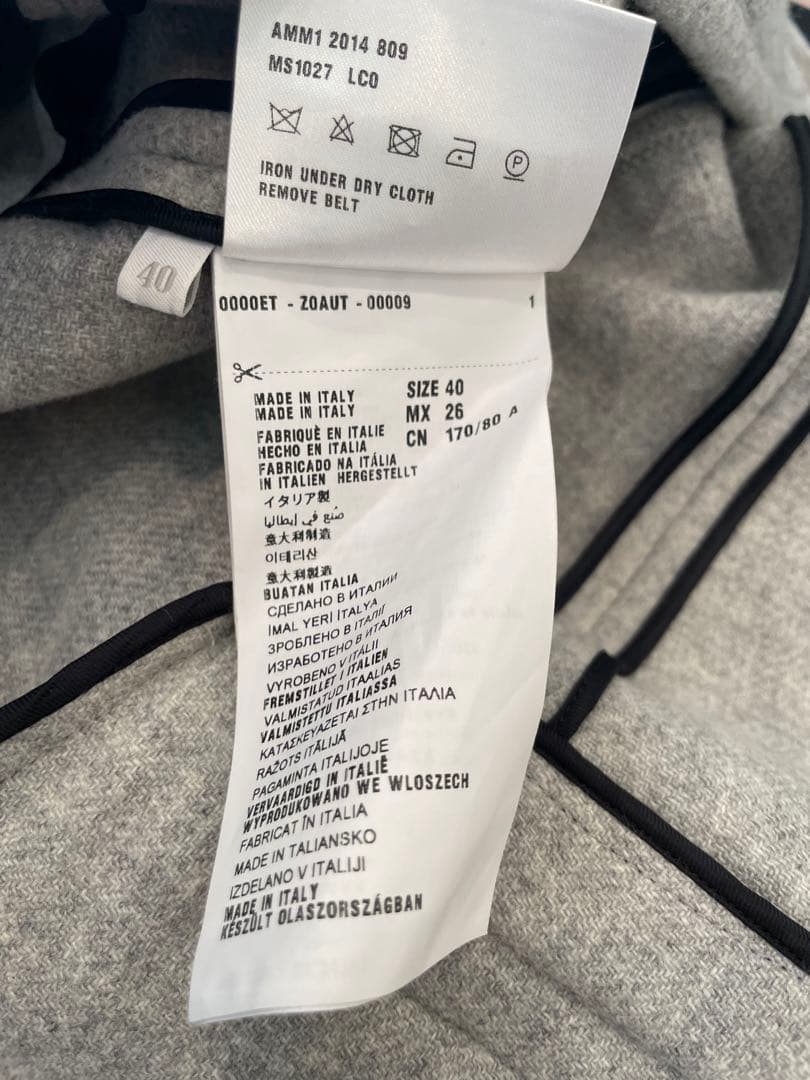 AMM1 2014 809
MS1027 LC0
P
IRON UNDER DRY CLOTH
REMOVE BELT
40
0000ET - Z0AUT - 00009 1
MADE IN ITALY SIZE 40
MADE IN ITALY MX 26
FABRIQUÈ EN ITALIE CN 170/80 A
HECHO EN ITALIA
FABRICADO NA ITÁLIA
IN ITALIEN HERGESTELLT
イタリア製
صُنع في إيطاليا
意大利制造
이테리산
意大利製造
BUATAN ITALIA
СДЕЛАНО В ИТАЛИИ
İMAL YERİ İTALYA
ЗРОБЛЕНО В ІТАЛІЇ
ИЗРАБОТЕНО В ИТАЛИЯ
VYROBENO V ITÁLII
FREMSTILLET I ITALIEN
VALMISTATUD ITAALIAS
VALMISTETTU ITALIASSA
ΚΑΤΑΣΚΕΥΑΖΕΤΑΙ ΣΤΗΝ ΙΤΑΛΙΑ
RAŽOTS ITĀLIJĀ
PAGAMINTA ITALIJOJE
VERVAARDIGD IN ITALIË
WYPRODUKOWANO WE WLOSZECH
FABRICAT ÎN ITALIA
MADE IN TALIANSKO
IZDELANO V ITALIJI
MADE IN ITALY
KÉSZÜLT OLASZORSZÁGBAN